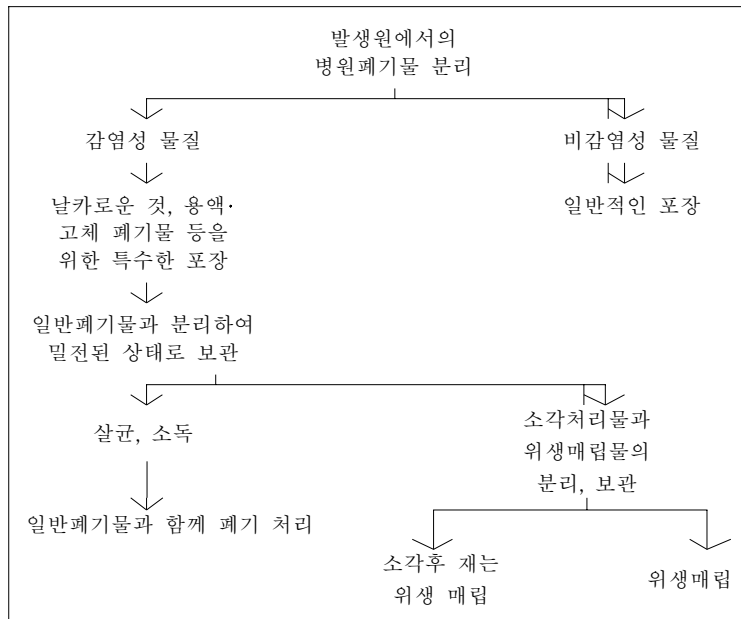 발생원에서의
병원폐기물 분리
감염성 물질
비감염성 물질
날카로운 것, 용액·
고체 폐기물 등을
위한 특수한 포장
일반적인 포장
일반폐기물과 분리하여
밀전된 상태로 보관
살균, 소독
소각처리물과
위생매립물의
분리, 보관
일반폐기물과 함께 폐기 처리
소각후 재는
위생 매립
위생매립